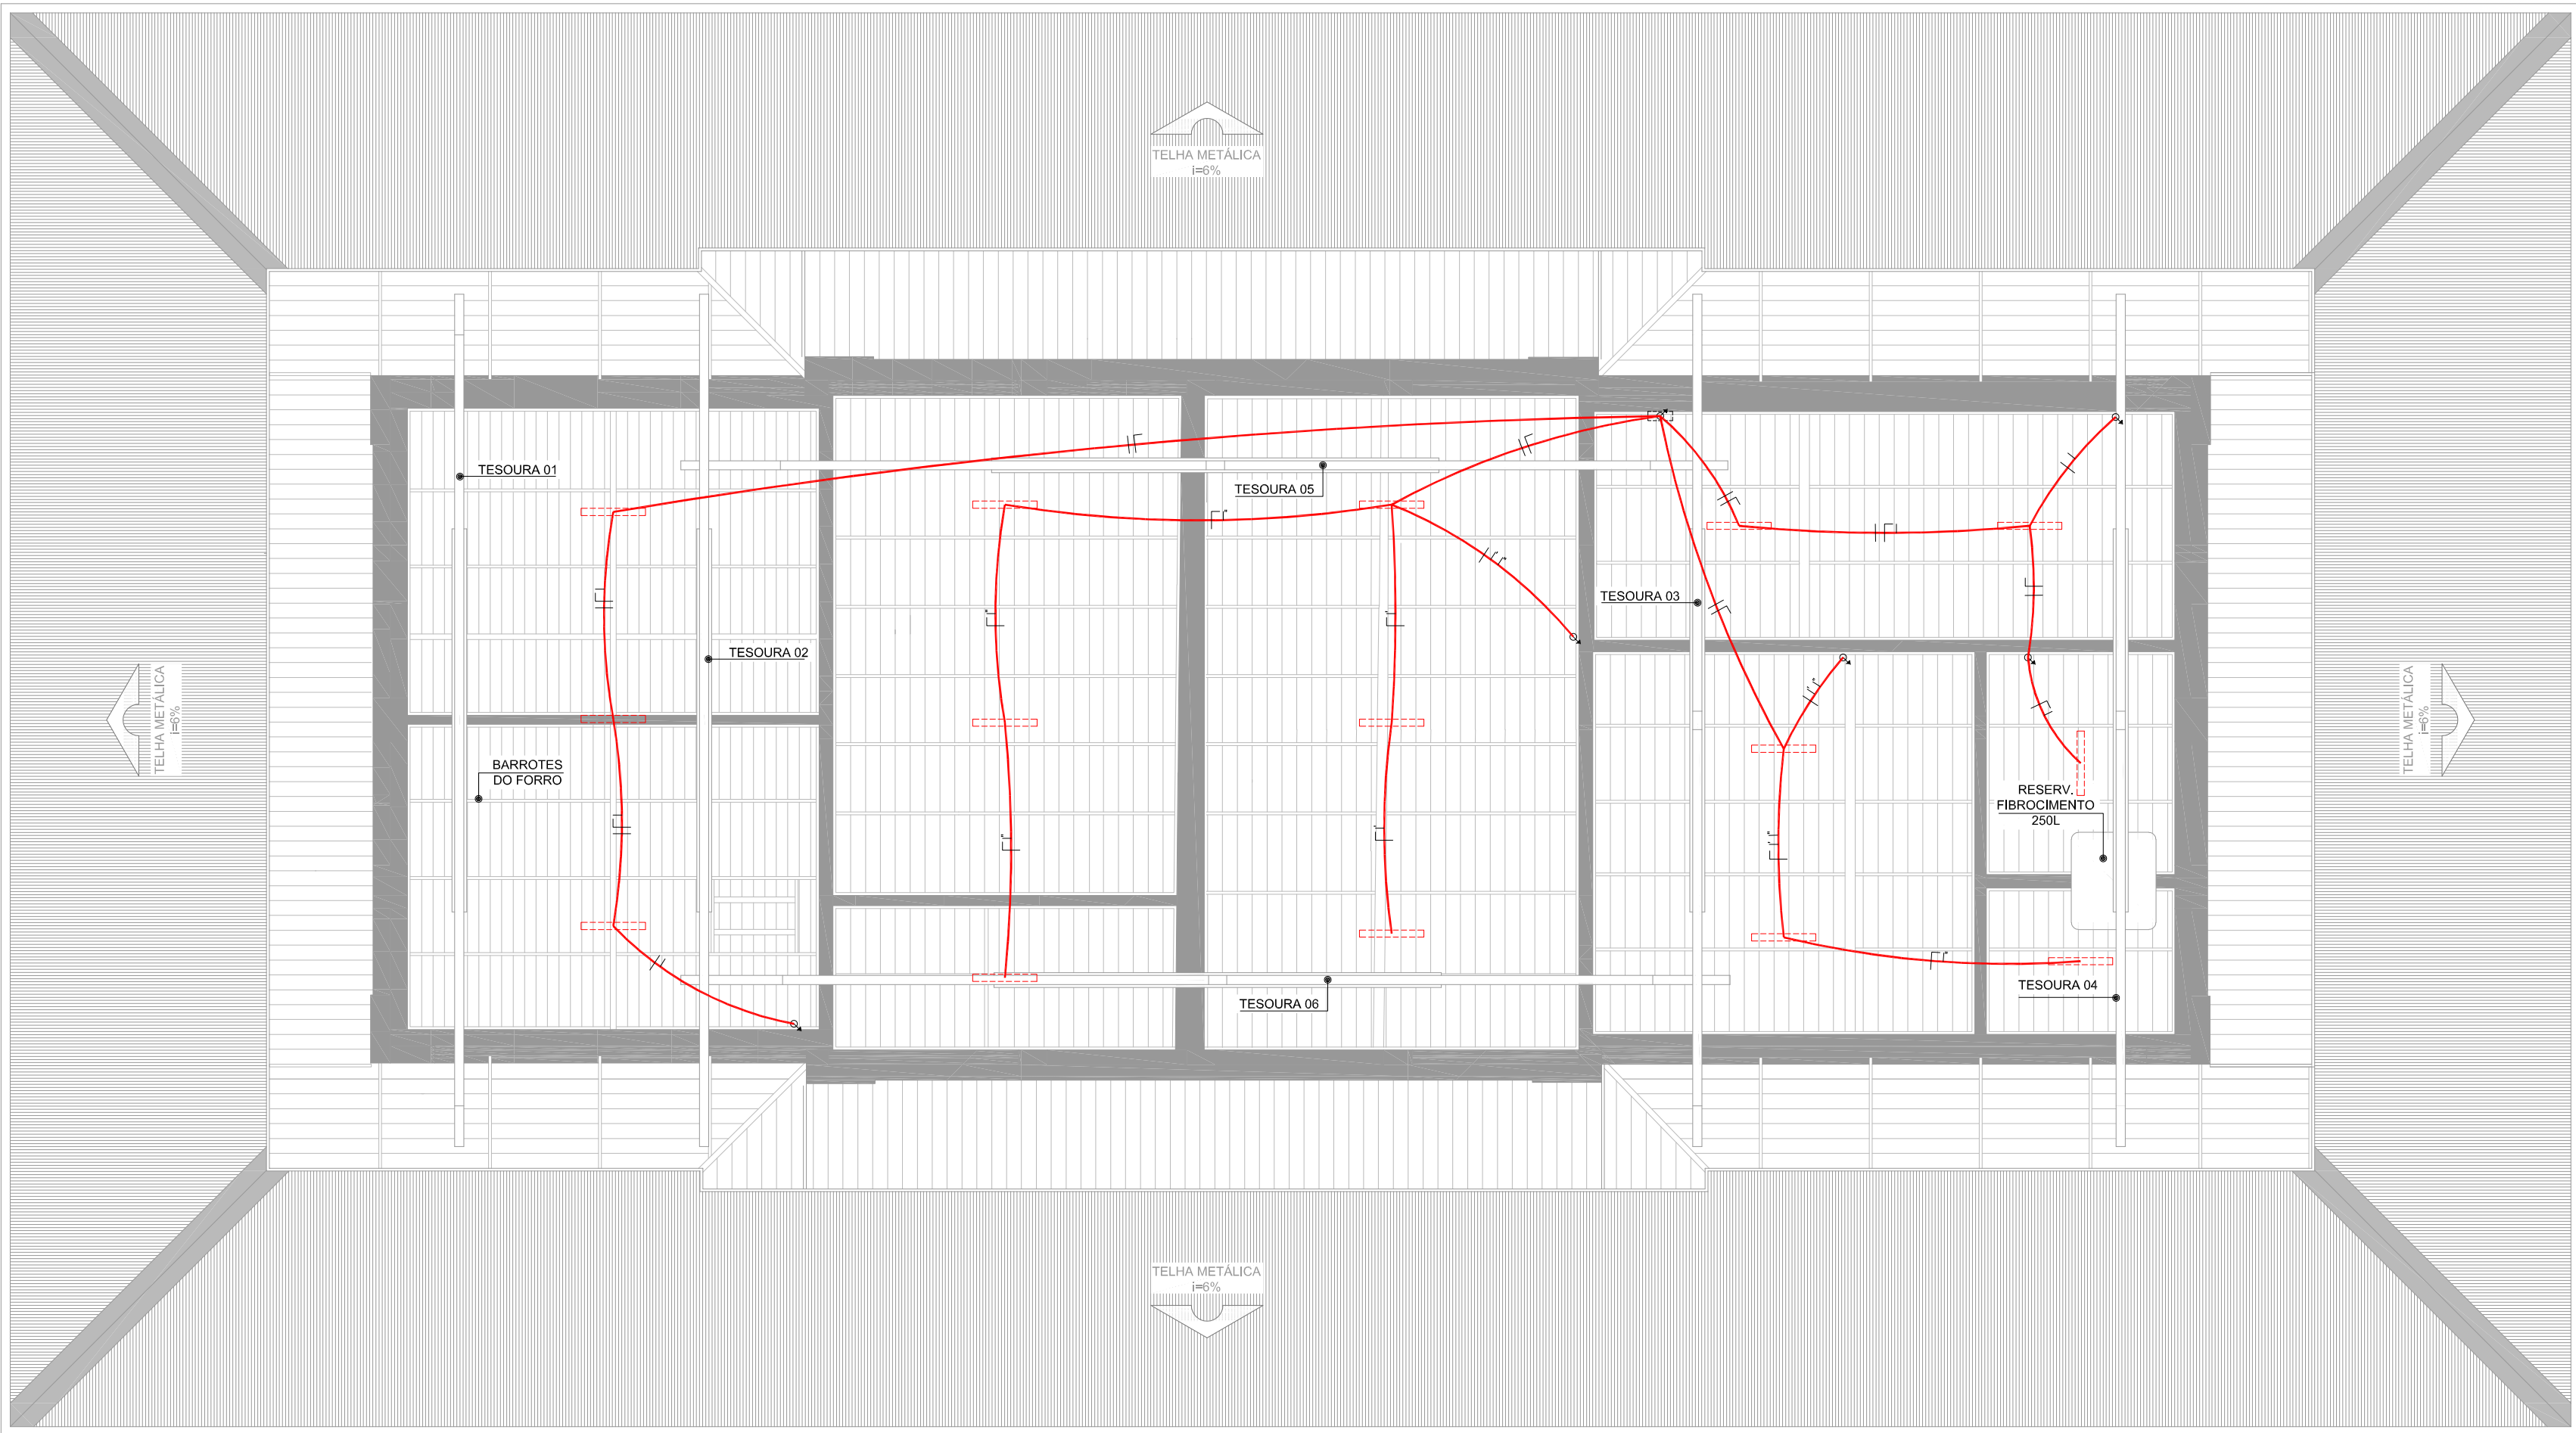 TELHA METÁLICA
i=6%
TESOURA 01
TESOURA 05
TESOURA 03
TESOURA 02
TELHA METÁLICA
i=6%
TELHA METÁLICA
i=6%
BARROTES
DO FORRO
RESERV.
FIBROCIMENTO
250L
TESOURA 04
TESOURA 06
TELHA METÁLICA
i=6%